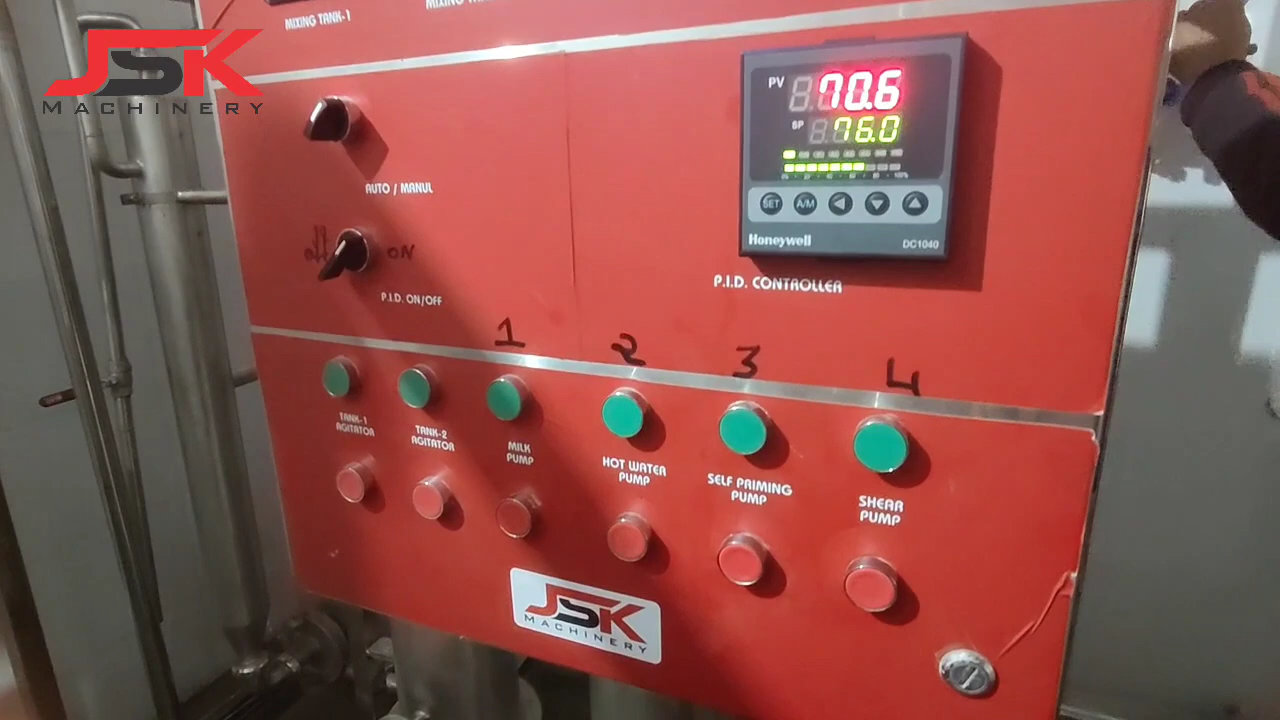 JSK
MACHINERY
MIXING TANK-1
PV 70.6
SP 76.0
SET A/M
Honeywell DC1040
AUTO / MANUL
off ON
P.I.D. ON/OFF
P.I.D. CONTROLLER
1 2 3 4
TANK-1
AGITATOR
TANK-2
AGITATOR
MILK
PUMP
HOT WATER
PUMP
SELF PRIMING
PUMP
SHEAR
PUMP
JSK
MACHINERY